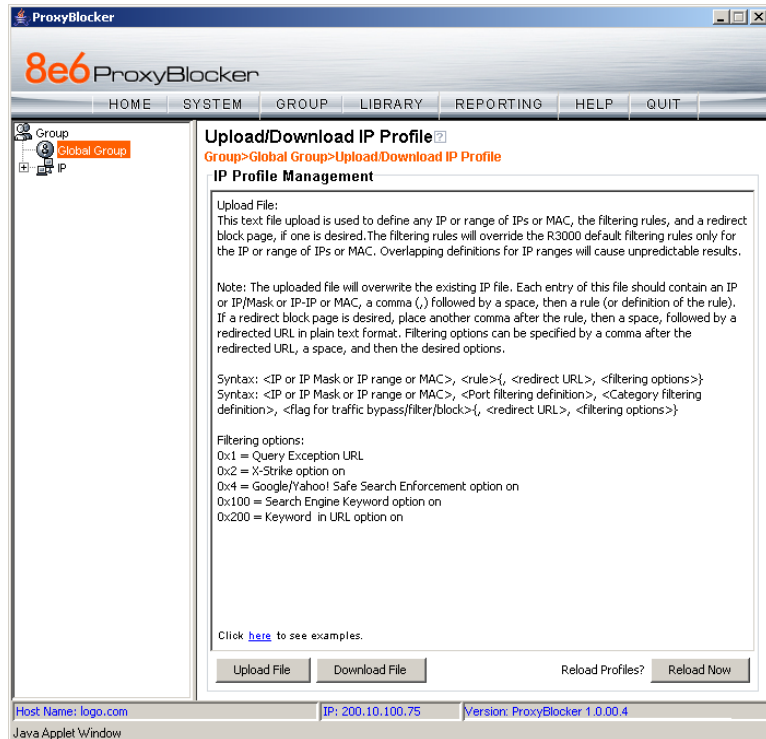 ProxyBlocker
8e6 ProxyBlocker
HOME SYSTEM GROUP LIBRARY REPORTING HELP QUIT
Group
Global Group
IP
Upload/Download IP Profile?
Group>Global Group>Upload/Download IP Profile
IP Profile Management
Upload File:
This text file upload is used to define any IP or range of IPs or MAC, the filtering rules, and a redirect
block page, if one is desired.The filtering rules will override the R3000 default filtering rules only for
the IP or range of IPs or MAC. Overlapping definitions for IP ranges will cause unpredictable results.
Note: The uploaded file will overwrite the existing IP file. Each entry of this file should contain an IP
or IP/Mask or IP-IP or MAC, a comma (,) followed by a space, then a rule (or definition of the rule).
If a redirect block page is desired, place another comma after the rule, then a space, followed by a
redirected URL in plain text format. Filtering options can be specified by a comma after the
redirected URL, a space, and then the desired options.
Syntax: <IP or IP Mask or IP range or MAC>, <rule>{, <redirect URL>, <filtering options>}
Syntax: <IP or IP Mask or IP range or MAC>, <Port filtering definition>, <Category filtering
definition>, <flag for traffic bypass/filter/block>{, <redirect URL>, <filtering options>}
Filtering options:
0x1 = Query Exception URL
0x2 = X-Strike option on
0x4 = Google/Yahoo! Safe Search Enforcement option on
0x100 = Search Engine Keyword option on
0x200 = Keyword in URL option on
Click here to see examples.
Upload File Download File Reload Profiles? Reload Now
Host Name: logo.com IP: 200.10.100.75 Version: ProxyBlocker 1.0.00.4
Java Applet Window